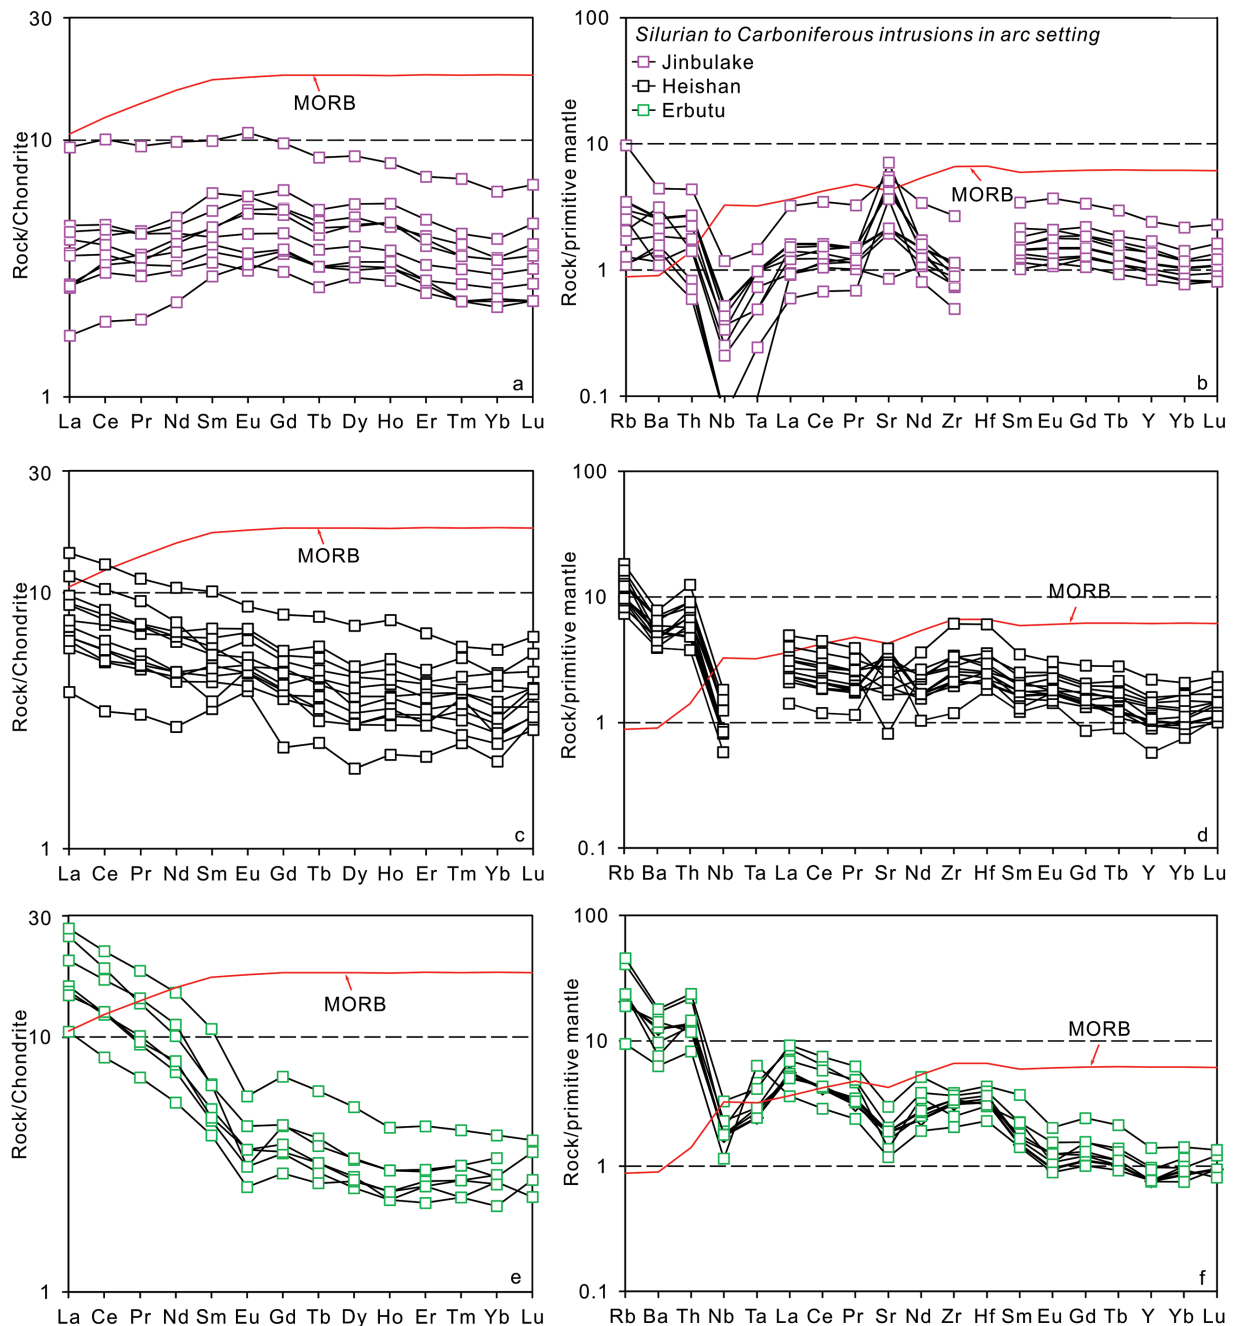 30
10
1
Rock/Chondrite
MORB
a
La Ce Pr Nd Sm Eu Gd Tb Dy Ho Er Tm Yb Lu
100
10
1
0.1
Rock/primitive mantle
Silurian to Carboniferous intrusions in arc setting
Jinbulake
Heishan
Erbutu
MORB
b
Rb Ba Th Nb Ta La Ce Pr Sr Nd Zr Hf Sm Eu Gd Tb Y Yb Lu
30
10
1
Rock/Chondrite
MORB
c
La Ce Pr Nd Sm Eu Gd Tb Dy Ho Er Tm Yb Lu
100
10
1
0.1
Rock/primitive mantle
MORB
d
Rb Ba Th Nb Ta La Ce Pr Sr Nd Zr Hf Sm Eu Gd Tb Y Yb Lu
30
10
1
Rock/Chondrite
MORB
e
La Ce Pr Nd Sm Eu Gd Tb Dy Ho Er Tm Yb Lu
100
10
1
0.1
Rock/primitive mantle
MORB
f
Rb Ba Th Nb Ta La Ce Pr Sr Nd Zr Hf Sm Eu Gd Tb Y Yb Lu